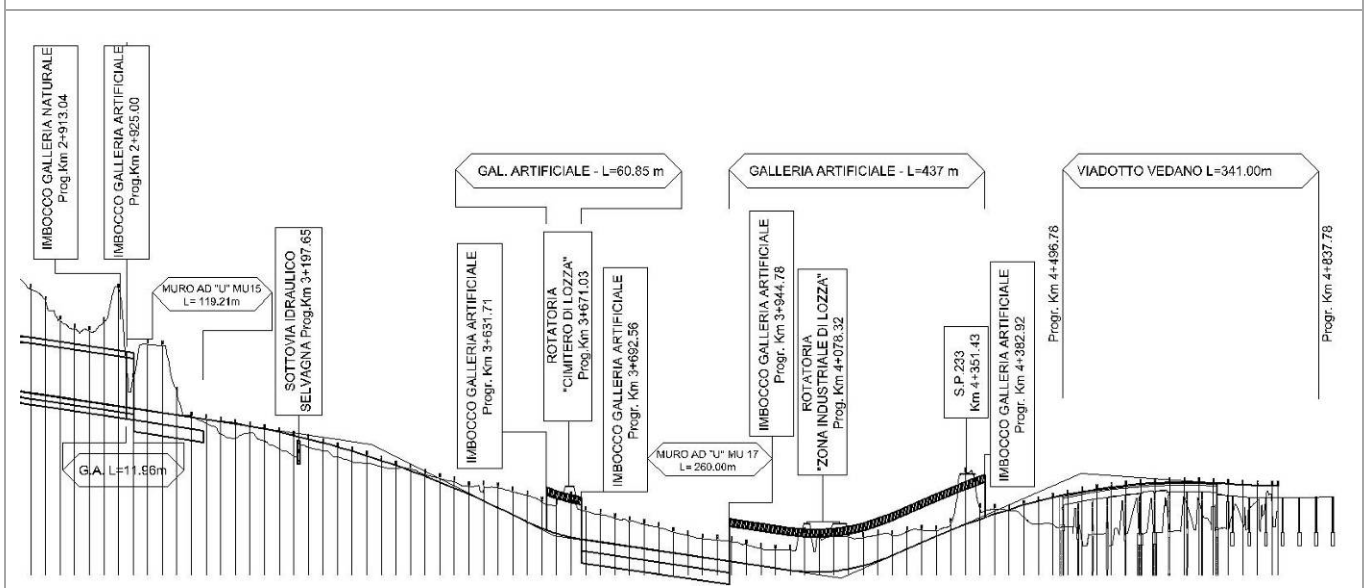 IMBOCCO GALLERIA NATURALE
Prog.Km 2+913.04
IMBOCCO GALLERIA ARTIFICIALE
Prog.Km 2+925.00
MURO AD "U" MU15
L= 119.21m
G.A. L=11.96m
SOTTOVIA IDRAULICO
SELVAGNA Prog.Km 3+197.65
GAL. ARTIFICIALE - L=60.85 m
IMBOCCO GALLERIA ARTIFICIALE
Progr. Km 3+631.71
ROTATORIA
"CIMITERO DI LOZZA"
Prog.Km 3+671.03
IMBOCCO GALLERIA ARTIFICIALE
Progr. Km 3+692.56
MURO AD "U" MU 17
L= 260.00m
GALLERIA ARTIFICIALE - L=437 m
IMBOCCO GALLERIA ARTIFICIALE
Progr. Km 3+944.78
ROTATORIA
"ZONA INDUSTRIALE DI LOZZA"
Prog. Km 4+078.32
S.P.233
Km 4+351.43
IMBOCCO GALLERIA ARTIFICIALE
Progr. Km 4+382.92
VIADOTTO VEDANO L=341.00m
Progr. Km 4+496.78
Progr. Km 4+837.78